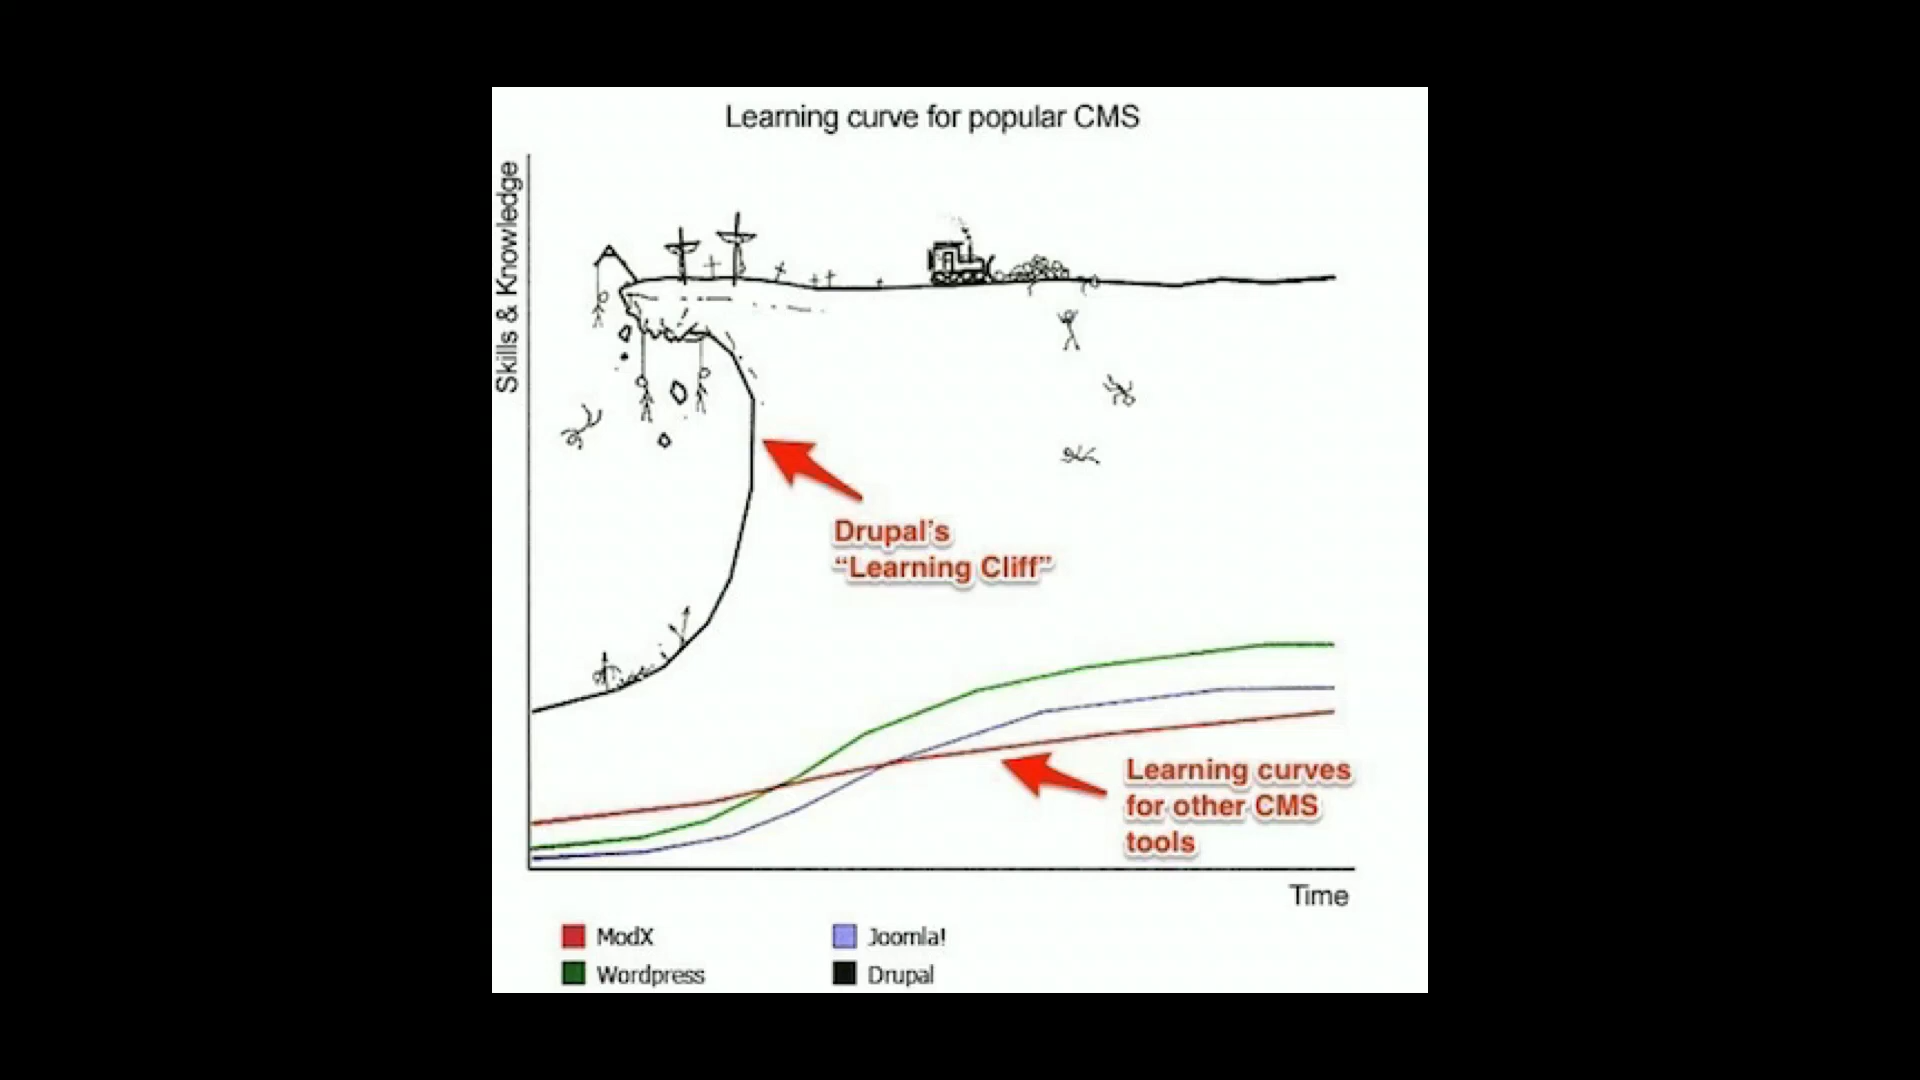 Learning curve for popular CMS
Skills & Knowledge
Drupal's
“Learning Cliff”
Learning curves
for other CMS
tools
Time
ModX
Joomla!
Wordpress
Drupal